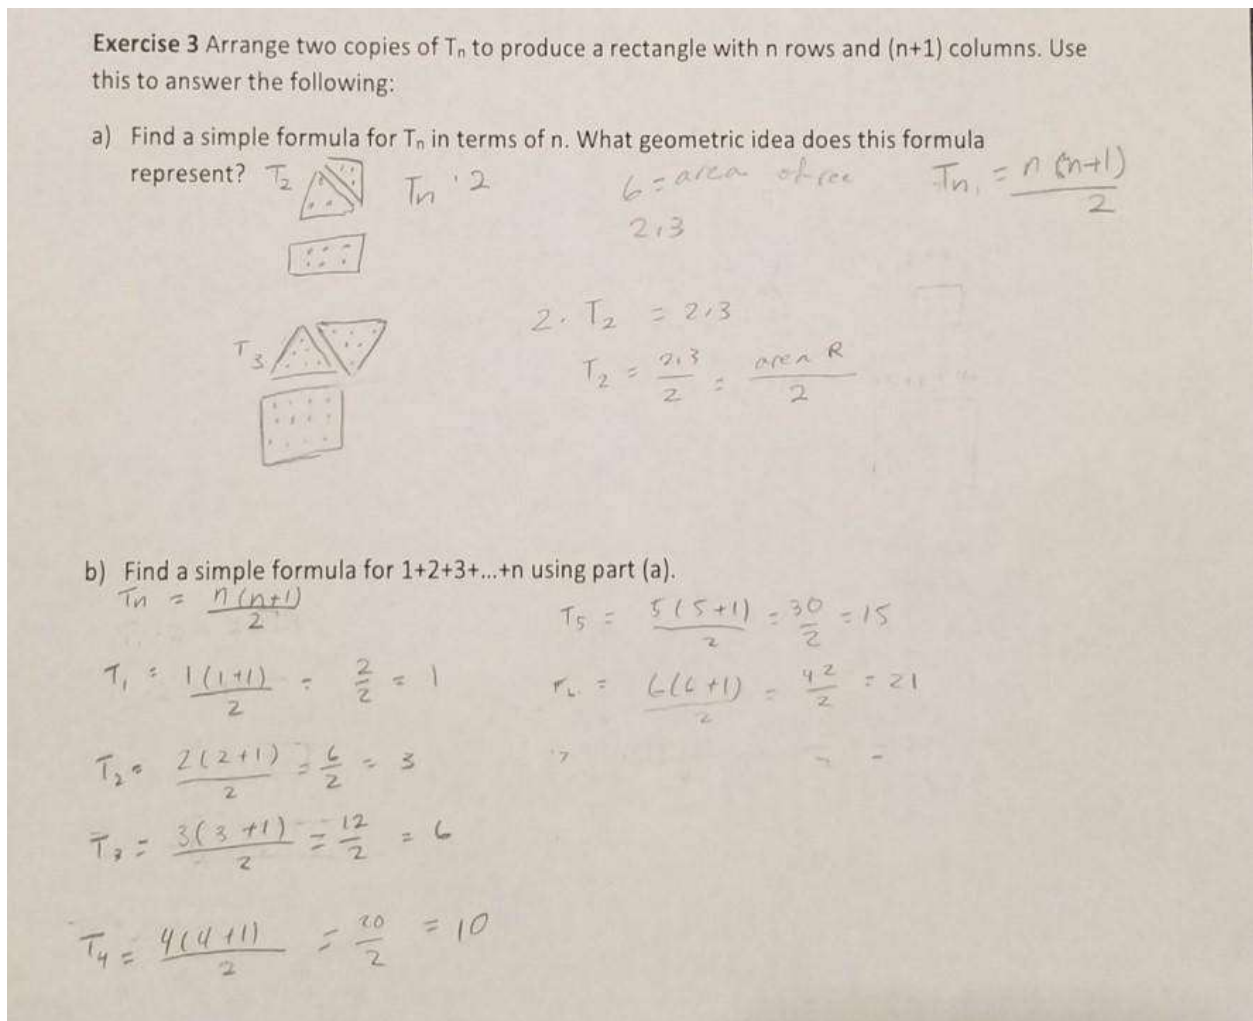 Exercise 3 Arrange two copies of Tₙ to produce a rectangle with n rows and (n+1) columns. Use
this to answer the following:
a) Find a simple formula for Tₙ in terms of n. What geometric idea does this formula
represent?
T₂
Tₙ · 2
6 = area of rec
2·3
Tₙ = n(n+1)/2
2 · T₂ = 2·3
T₂ = 2·3/2 = area R/2
T₃
b) Find a simple formula for 1+2+3+...+n using part (a).
Tn = n(n+1)/2
T₁ = 1(1+1)/2 = 2/2 = 1
T₂ = 2(2+1)/2 = 6/2 = 3
T₃ = 3(3+1)/2 = 12/2 = 6
T₄ = 4(4+1)/2 = 20/2 = 10
T₅ = 5(5+1)/2 = 30/2 = 15
= 6(6+1)/2 = 42/2 = 21